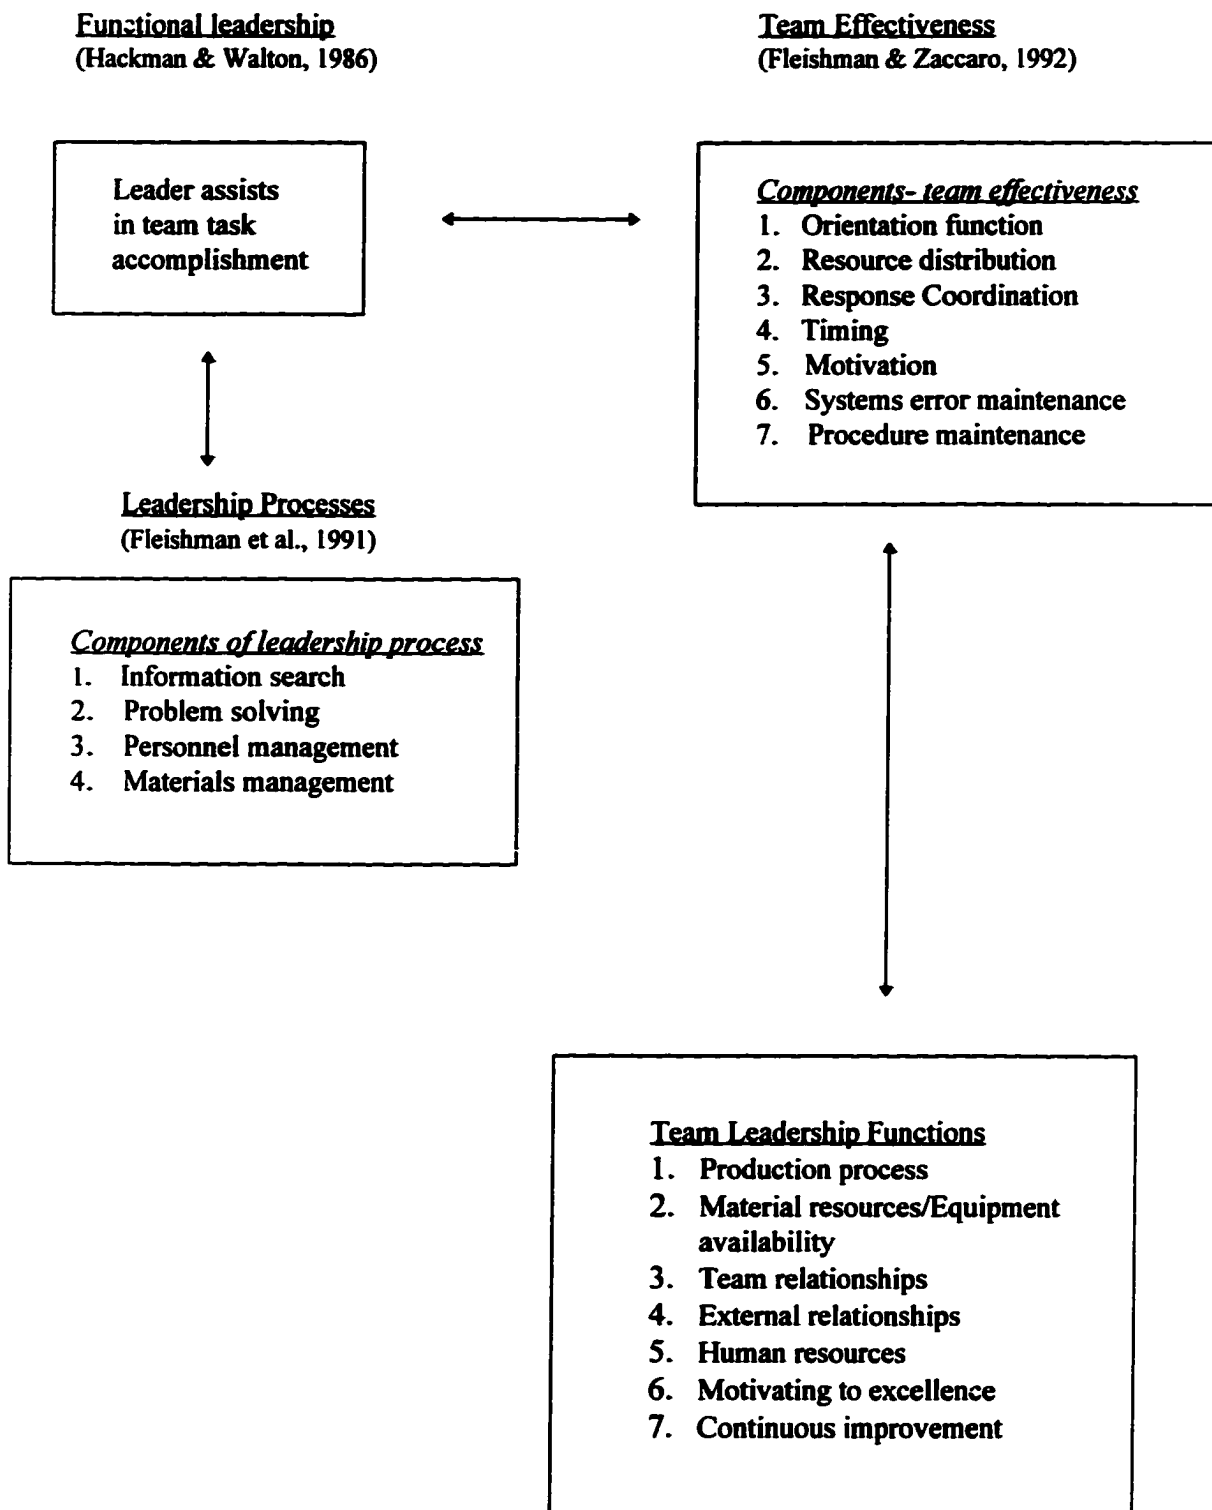 Functional leadership
(Hackman & Walton, 1986)
Team Effectiveness
(Fleishman & Zaccaro, 1992)
Leader assists
in team task
accomplishment
Components- team effectiveness
1. Orientation function
2. Resource distribution
3. Response Coordination
4. Timing
5. Motivation
6. Systems error maintenance
7. Procedure maintenance
Leadership Processes
(Fleishman et al., 1991)
Components of leadership process
1. Information search
2. Problem solving
3. Personnel management
4. Materials management
Team Leadership Functions
1. Production process
2. Material resources/Equipment
availability
3. Team relationships
4. External relationships
5. Human resources
6. Motivating to excellence
7. Continuous improvement